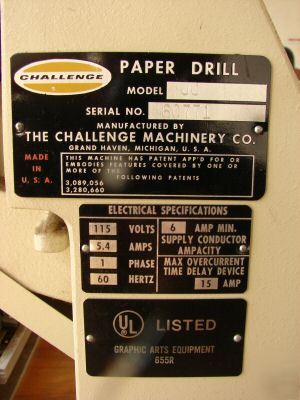 CHALLENGE
PAPER DRILL
MODEL JJ
SERIAL NO. 60771
MANUFACTURED BY
THE CHALLENGE MACHINERY CO.
GRAND HAVEN, MICHIGAN, U. S. A.
MADE
IN
U. S. A.
THIS MACHINE HAS PATENT APP'D FOR OR
EMBODIES FEATURES COVERED BY ONE OR
MORE OF THE
FOLLOWING PATENTS
3,089,056
3,280,660
ELECTRICAL SPECIFICATIONS
115 VOLTS
5.4 AMPS
1 PHASE
60 HERTZ
6 AMP MIN.
SUPPLY CONDUCTOR
AMPACITY
MAX OVERCURRENT
TIME DELAY DEVICE
15 AMP
UL LISTED
GRAPHIC ARTS EQUIPMENT
655R